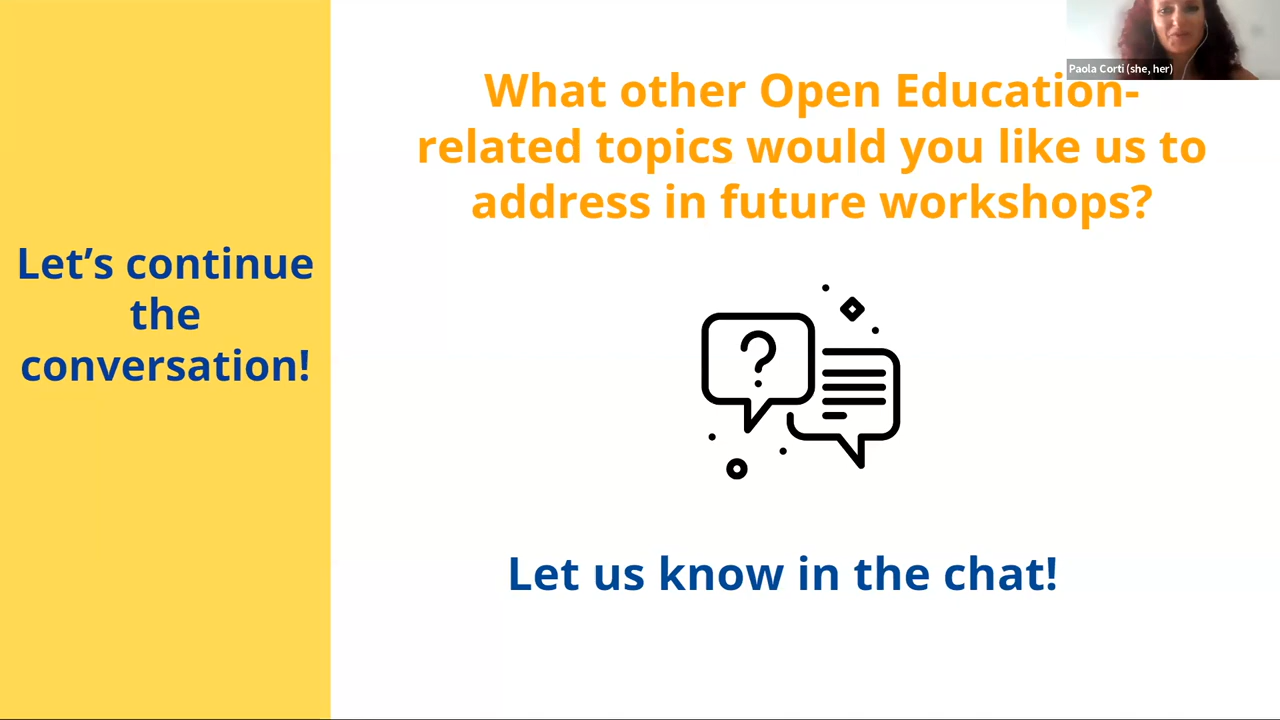 Paola Corti (she, her)
What other Open Education-
related topics would you like us to
address in future workshops?
Let’s continue
the
conversation!
?
Let us know in the chat!